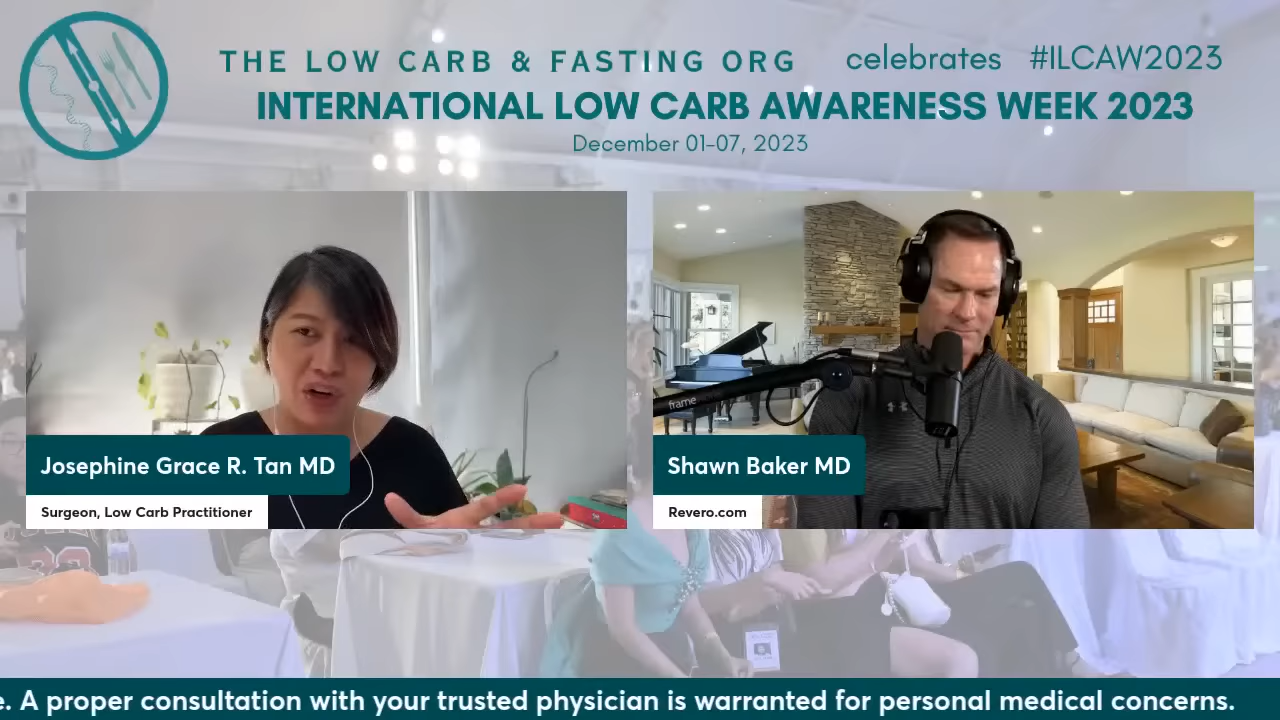 THE LOW CARB & FASTING ORG celebrates #ILCAW2023
INTERNATIONAL LOW CARB AWARENESS WEEK 2023
December 01-07, 2023
frame
Josephine Grace R. Tan MD
Surgeon, Low Carb Practitioner
Shawn Baker MD
Revero.com
e. A proper consultation with your trusted physician is warranted for personal medical concerns.